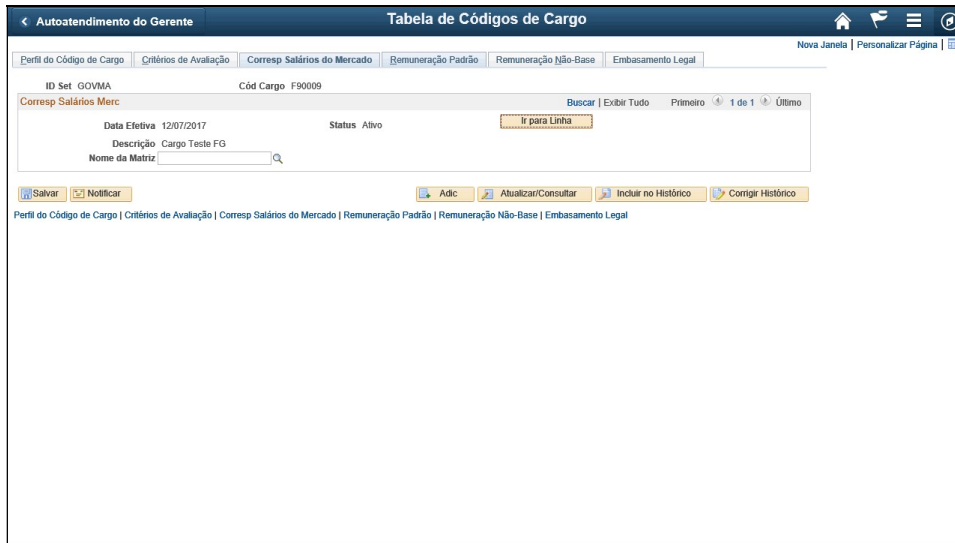 Autoatendimento do Gerente
Tabela de Códigos de Cargo
Nova Janela | Personalizar Página |
Perfil do Código de Cargo Critérios de Avaliação Corresp Salários do Mercado Remuneração Padrão Remuneração Não-Base Embasamento Legal
ID Set GOVMA Cód Cargo F90009
Corresp Salários Merc Buscar | Exibir Tudo Primeiro 1 de 1 Último
Data Efetiva 12/07/2017 Status Ativo Ir para Linha
Descrição Cargo Teste FG
Nome da Matriz
Salvar Notificar Adic Atualizar/Consultar Incluir no Histórico Corrigir Histórico
Perfil do Código de Cargo | Critérios de Avaliação | Corresp Salários do Mercado | Remuneração Padrão | Remuneração Não-Base | Embasamento Legal